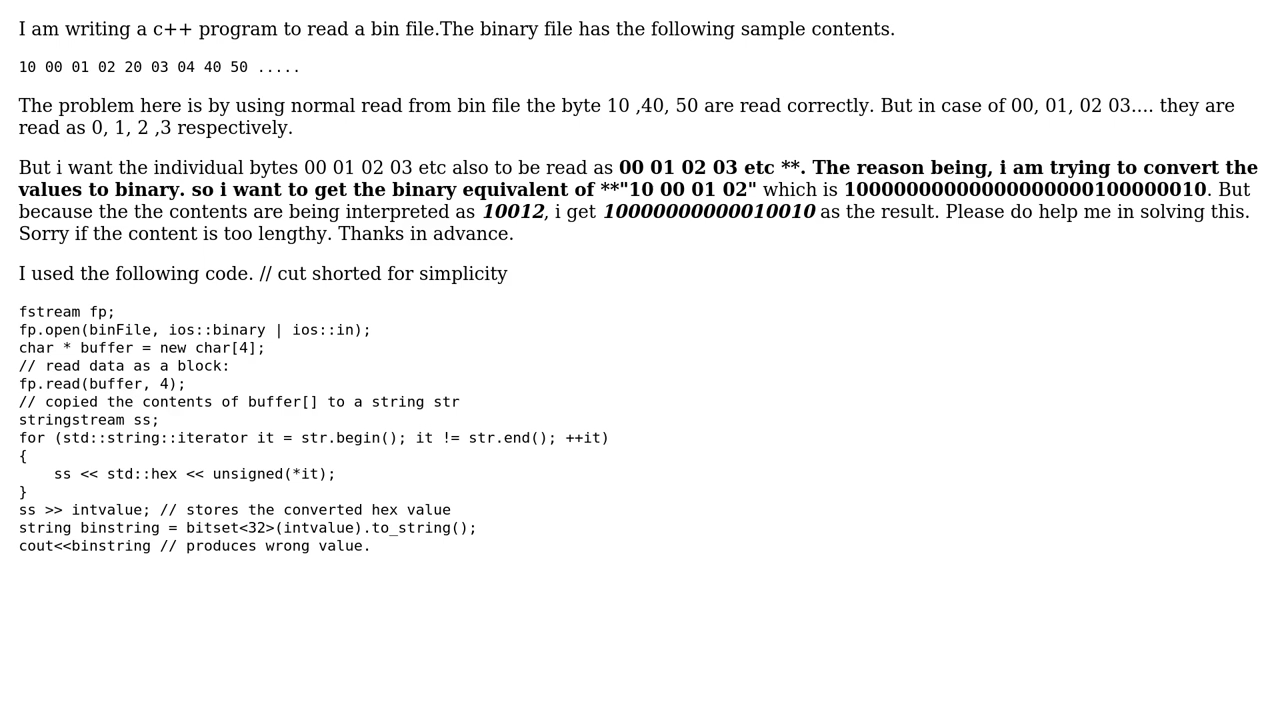 I am writing a c++ program to read a bin file.The binary file has the following sample contents.
10 00 01 02 20 03 04 40 50 .....
The problem here is by using normal read from bin file the byte 10 ,40, 50 are read correctly. But in case of 00, 01, 02 03.... they are
read as 0, 1, 2 ,3 respectively.
But i want the individual bytes 00 01 02 03 etc also to be read as 00 01 02 03 etc **. The reason being, i am trying to convert the
values to binary. so i want to get the binary equivalent of **"10 00 01 02" which is 10000000000000000000100000010. But
because the the contents are being interpreted as 10012, i get 10000000000010010 as the result. Please do help me in solving this.
Sorry if the content is too lengthy. Thanks in advance.
I used the following code. // cut shorted for simplicity
fstream fp;
fp.open(binFile, ios::binary | ios::in);
char * buffer = new char[4];
// read data as a block:
fp.read(buffer, 4);
// copied the contents of buffer[] to a string str
stringstream ss;
for (std::string::iterator it = str.begin(); it != str.end(); ++it)
{
    ss << std::hex << unsigned(*it);
}
ss >> intvalue; // stores the converted hex value
string binstring = bitset<32>(intvalue).to_string();
cout<<binstring // produces wrong value.